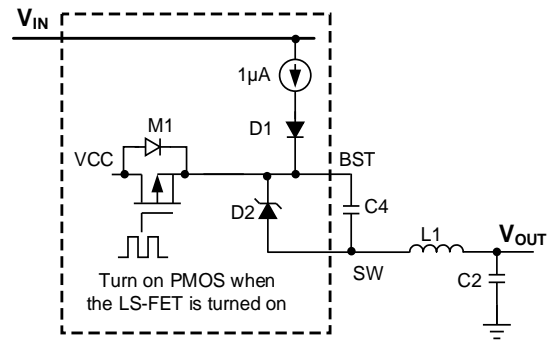 VIN
1µA
M1
D1
VCC
BST
D2
C4
L1
VOUT
SW
C2
Turn on PMOS when
the LS-FET is turned on